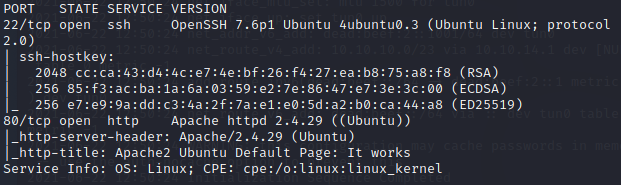 PORT   STATE SERVICE VERSION
22/tcp open  ssh     OpenSSH 7.6p1 Ubuntu 4ubuntu0.3 (Ubuntu Linux; protocol
2.0)
| ssh-hostkey:
|   2048 cc:ca:43:d4:4c:e7:4e:bf:26:f4:27:ea:b8:75:a8:f8 (RSA)
|   256 85:f3:ac:ba:1a:6a:03:59:e2:7e:86:47:e7:3e:3c:00 (ECDSA)
|_  256 e7:e9:9a:dd:c3:4a:2f:7a:e1:e0:5d:a2:b0:ca:44:a8 (ED25519)
80/tcp open  http    Apache httpd 2.4.29 ((Ubuntu))
|_http-server-header: Apache/2.4.29 (Ubuntu)
|_http-title: Apache2 Ubuntu Default Page: It works
Service Info: OS: Linux; CPE: cpe:/o:linux:linux_kernel